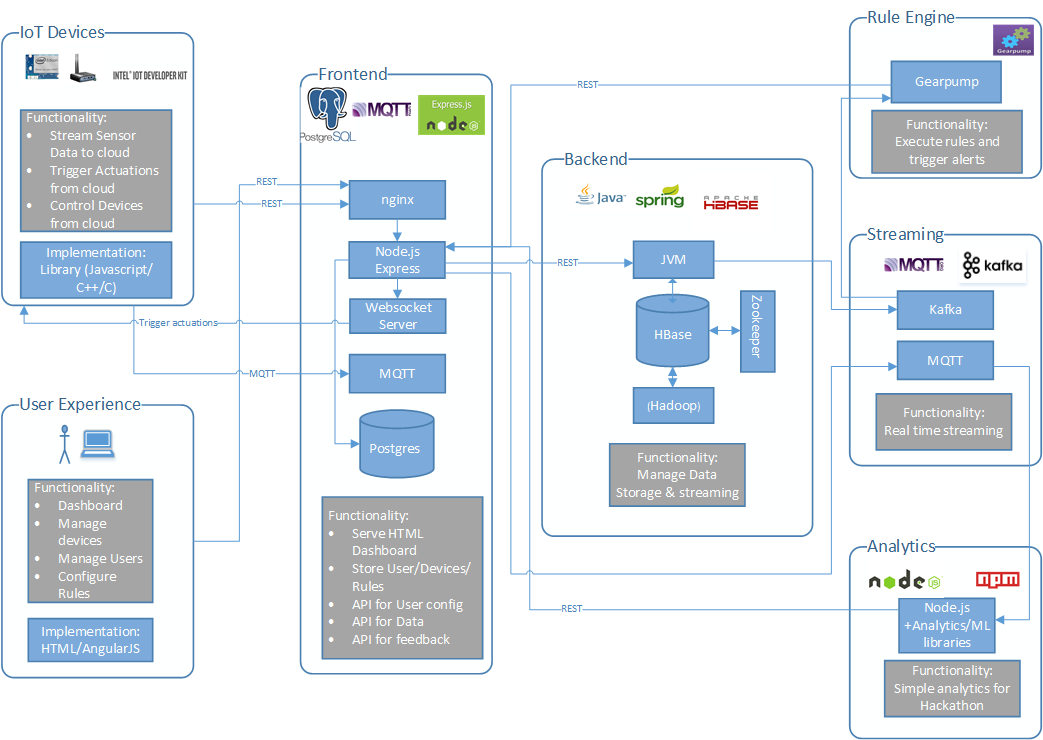 IoT Devices
INTEL® IOT DEVELOPER KIT
Functionality:
• Stream Sensor
Data to cloud
• Trigger Actuations
from cloud
• Control Devices
from cloud
Implementation:
Library (Javascript/
C++/C)
User Experience
Functionality:
• Dashboard
• Manage
devices
• Manage Users
• Configure
Rules
Implementation:
HTML/AngularJS
REST
REST
Trigger actuations
MQTT
Frontend
PostgreSQL
MQTT
Express.js
node JS
nginx
Node.js
Express
Websocket
Server
MQTT
Postgres
Functionality:
• Serve HTML
Dashboard
• Store User/Devices/
Rules
• API for User config
• API for Data
• API for feedback
REST
REST
REST
Backend
Java
spring
APACHE
HBASE
JVM
HBase
Zookeeper
(Hadoop)
Functionality:
Manage Data
Storage & streaming
Rule Engine
Gearpump
Gearpump
Functionality:
Execute rules and
trigger alerts
Streaming
MQTT
kafka
Kafka
MQTT
Functionality:
Real time streaming
Analytics
node JS
npm
Node.js
+Analytics/ML
libraries
Functionality:
Simple analytics for
Hackathon